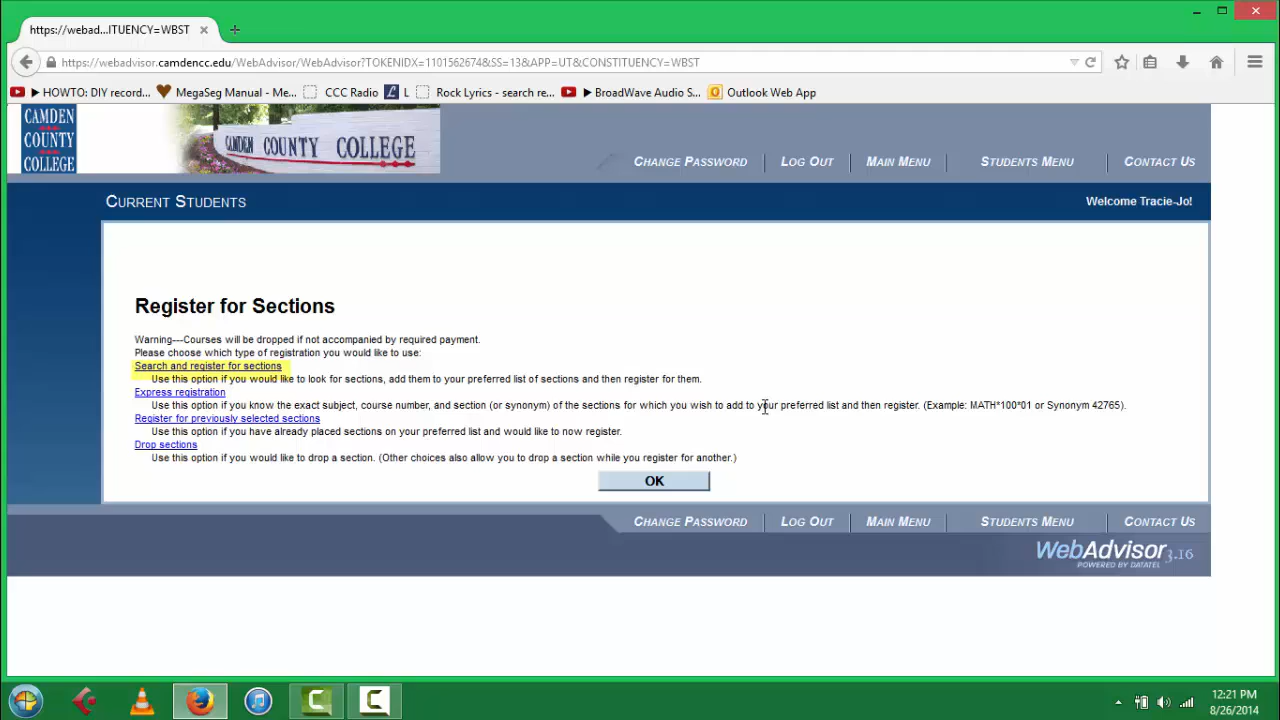 https://webad...ITUENCY=WBST
https://webadvisor.camdencc.edu/WebAdvisor/WebAdvisor?TOKENIDX=1101562674&SS=13&APP=UT&CONSTITUENCY=WBST
HOWTO: DIY record... MegaSeg Manual - Me... CCC Radio L Rock Lyrics - search re... BroadWave Audio S... Outlook Web App
CAMDEN
COUNTY
COLLEGE
CAMDEN COUNTY COLLEGE
CHANGE PASSWORD LOG OUT MAIN MENU STUDENTS MENU CONTACT US
CURRENT STUDENTS
Welcome Tracie-Jo!
Register for Sections
Warning---Courses will be dropped if not accompanied by required payment.
Please choose which type of registration you would like to use:
Search and register for sections
Use this option if you would like to look for sections, add them to your preferred list of sections and then register for them.
Express registration
Use this option if you know the exact subject, course number, and section (or synonym) of the sections for which you wish to add to your preferred list and then register. (Example: MATH*100*01 or Synonym 42765).
Register for previously selected sections
Use this option if you have already placed sections on your preferred list and would like to now register.
Drop sections
Use this option if you would like to drop a section. (Other choices also allow you to drop a section while you register for another.)
OK
CHANGE PASSWORD LOG OUT MAIN MENU STUDENTS MENU CONTACT US
WebAdvisor 3.16
POWERED BY DATATEL
12:21 PM
8/26/2014